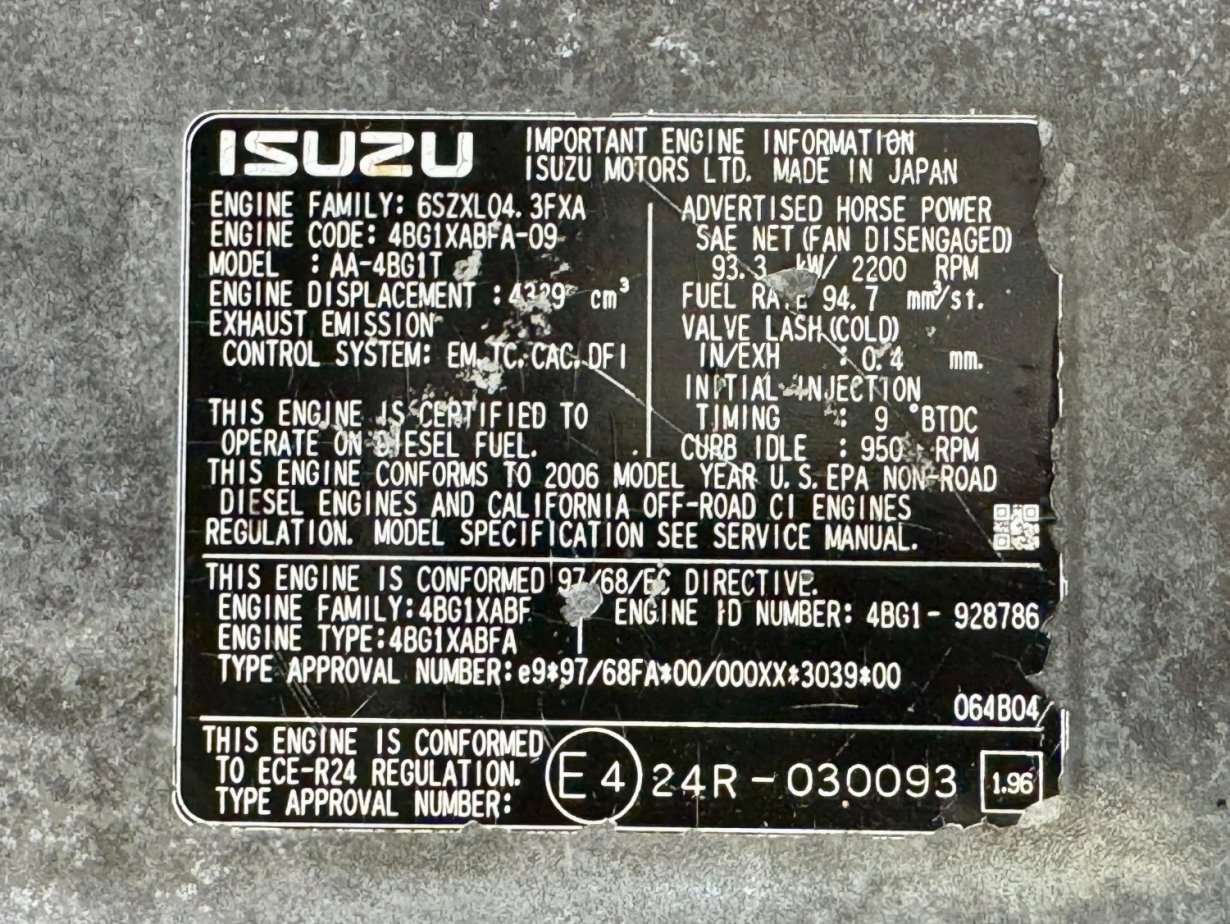 ISUZU
IMPORTANT ENGINE INFORMATION
ISUZU MOTORS LTD. MADE IN JAPAN
ENGINE FAMILY: 6SZXL04.3FXA
ENGINE CODE: 4BG1XABFA-09
MODEL : AA-4BG1T
ENGINE DISPLACEMENT : 4329 cm³
EXHAUST EMISSION
CONTROL SYSTEM: EM, TC, CAC, DFI
THIS ENGINE IS CERTIFIED TO
OPERATE ON DIESEL FUEL.
ADVERTISED HORSE POWER
SAE NET (FAN DISENGAGED)
93.3 kW/ 2200 RPM
FUEL RATE 94.7 mm³/st.
VALVE LASH (COLD)
IN/EXH : 0.4 mm.
INITIAL INJECTION
TIMING : 9 °BTDC
CURB IDLE : 950 RPM
THIS ENGINE CONFORMS TO 2006 MODEL YEAR U.S. EPA NON-ROAD
DIESEL ENGINES AND CALIFORNIA OFF-ROAD CI ENGINES
REGULATION. MODEL SPECIFICATION SEE SERVICE MANUAL.
THIS ENGINE IS CONFORMED 97/68/EC DIRECTIVE.
ENGINE FAMILY:4BG1XABF ENGINE ID NUMBER: 4BG1- 928786
ENGINE TYPE:4BG1XABFA
TYPE APPROVAL NUMBER:e9*97/68FA*00/000XX*3039*00
064B04
THIS ENGINE IS CONFORMED
TO ECE-R24 REGULATION.
TYPE APPROVAL NUMBER:
E4 24R-030093 1.96